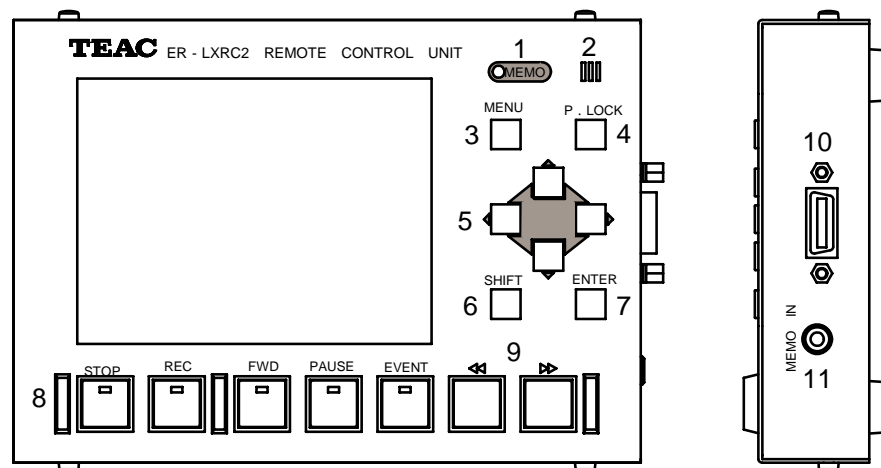 TEAC ER - LXRC2 REMOTE CONTROL UNIT
1
2
MEMO
MENU
P . LOCK
3
4
5
SHIFT
ENTER
6
7
9
STOP
REC
FWD
PAUSE
EVENT
8
10
MEMO IN
11